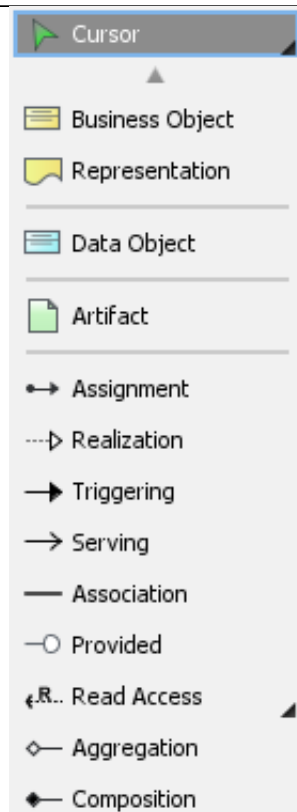 Cursor
Business Object
Representation
Data Object
Artifact
Assignment
Realization
Triggering
Serving
Association
Provided
.R.. Read Access
Aggregation
Composition